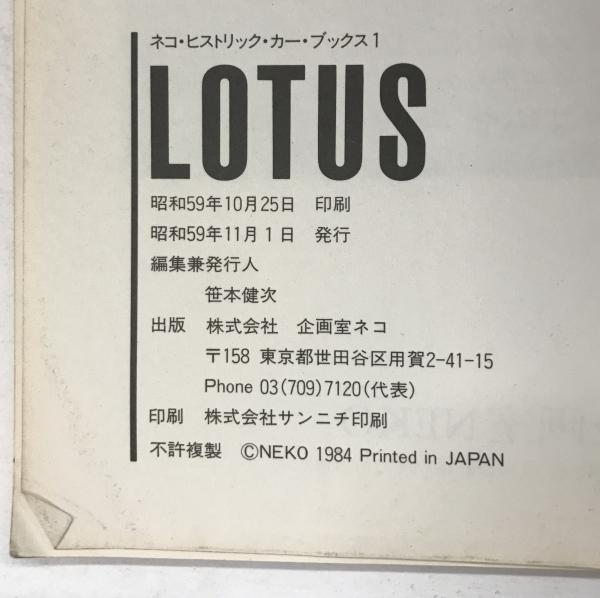 ネコ・ヒストリック・カー・ブックス1
LOTUS
昭和59年10月25日　印刷
昭和59年11月1日　発行
編集兼発行人
笹本健次
出版　株式会社　企画室ネコ
〒158 東京都世田谷区用賀2-41-15
Phone 03(709)7120(代表)
印刷　株式会社サンニチ印刷
不許複製　©NEKO 1984 Printed in JAPAN